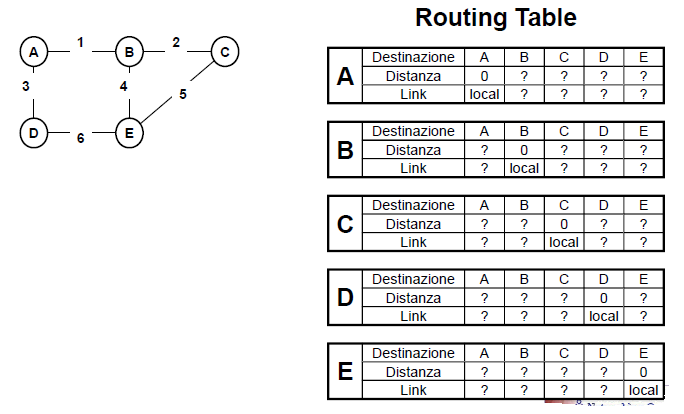 Routing Table
A 1 B 2 C
3 4 5
D 6 E
A
Destinazione A B C D E
Distanza 0 ? ? ? ?
Link local ? ? ? ?
B
Destinazione A B C D E
Distanza ? 0 ? ? ?
Link ? local ? ? ?
C
Destinazione A B C D E
Distanza ? ? 0 ? ?
Link ? ? local ? ?
D
Destinazione A B C D E
Distanza ? ? ? 0 ?
Link ? ? ? local ?
E
Destinazione A B C D E
Distanza ? ? ? ? 0
Link ? ? ? ? local